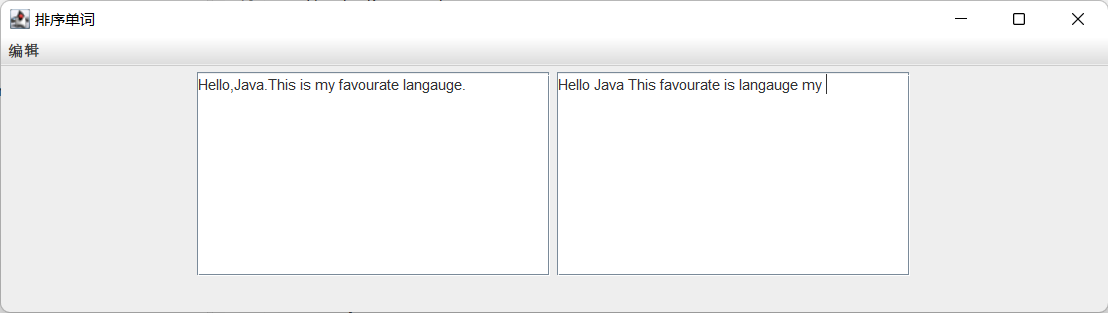 排序单词
编辑
Hello,Java.This is my favourate langauge.
Hello Java This favourate is langauge my